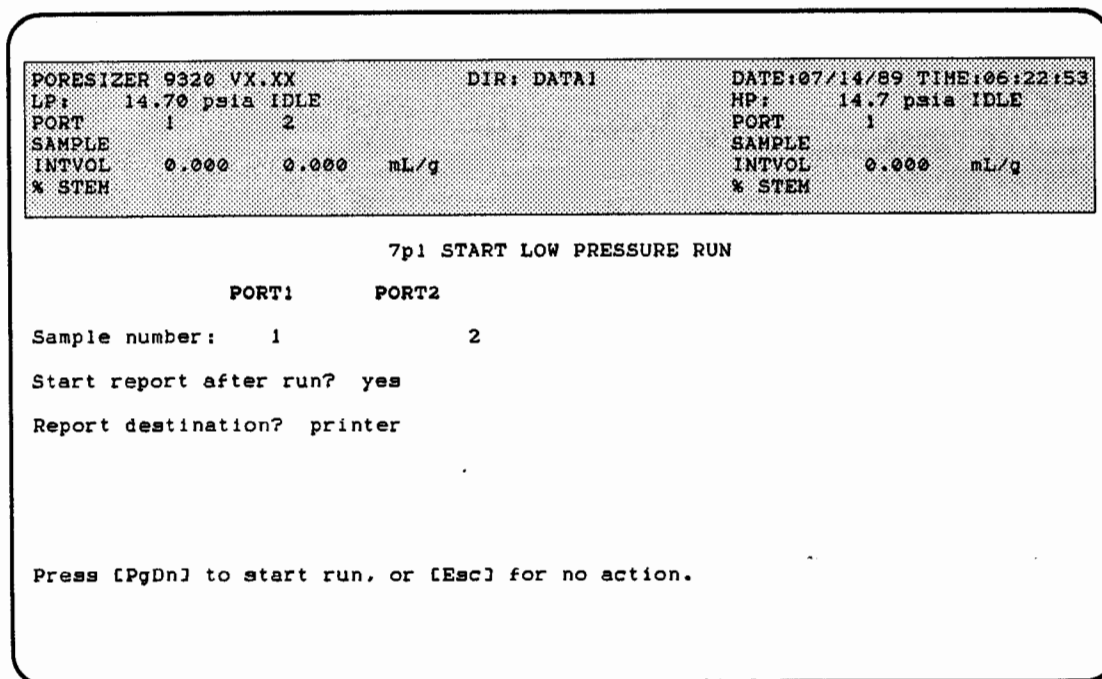 PORESIZER 9320 VX.XX DIR: DATA1 DATE:07/14/89 TIME:06:22:53
LP: 14.70 psia IDLE HP: 14.7 psia IDLE
PORT 1 2 PORT 1
SAMPLE SAMPLE
INTVOL 0.000 0.000 mL/g INTVOL 0.000 mL/g
% STEM % STEM
7p1 START LOW PRESSURE RUN
PORT1 PORT2
Sample number: 1 2
Start report after run? yes
Report destination? printer
Press [PgDn] to start run, or [Esc] for no action.